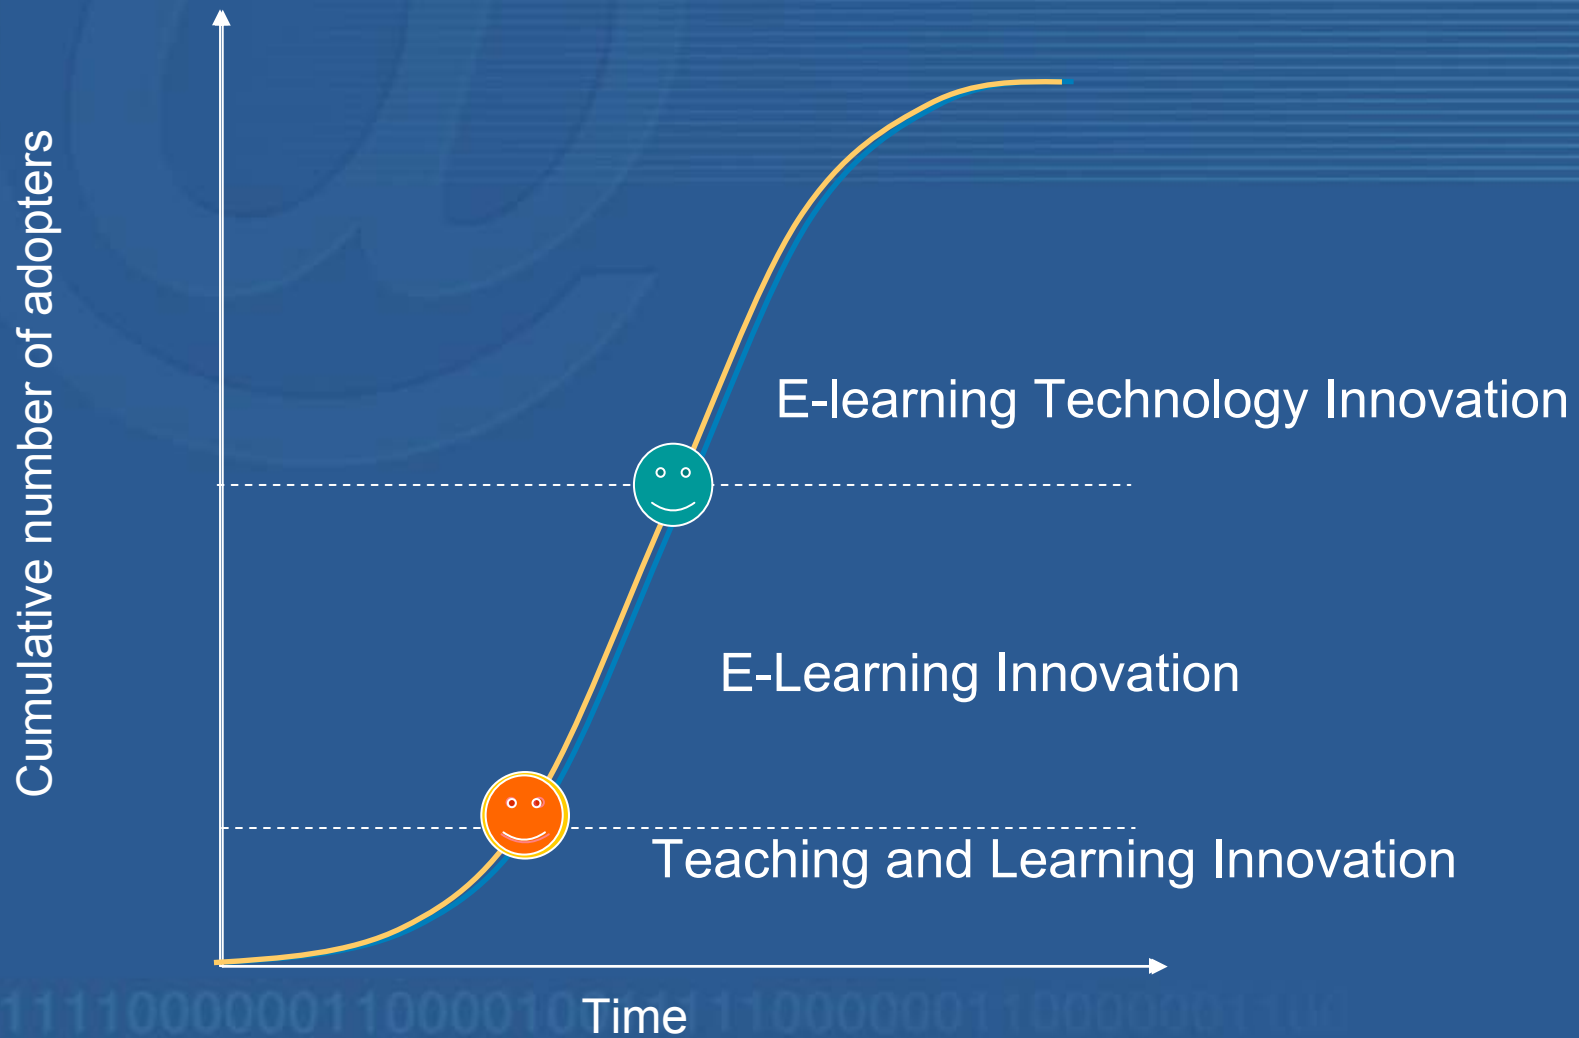 Cumulative number of adopters
E-learning Technology Innovation
E-Learning Innovation
Teaching and Learning Innovation
Time